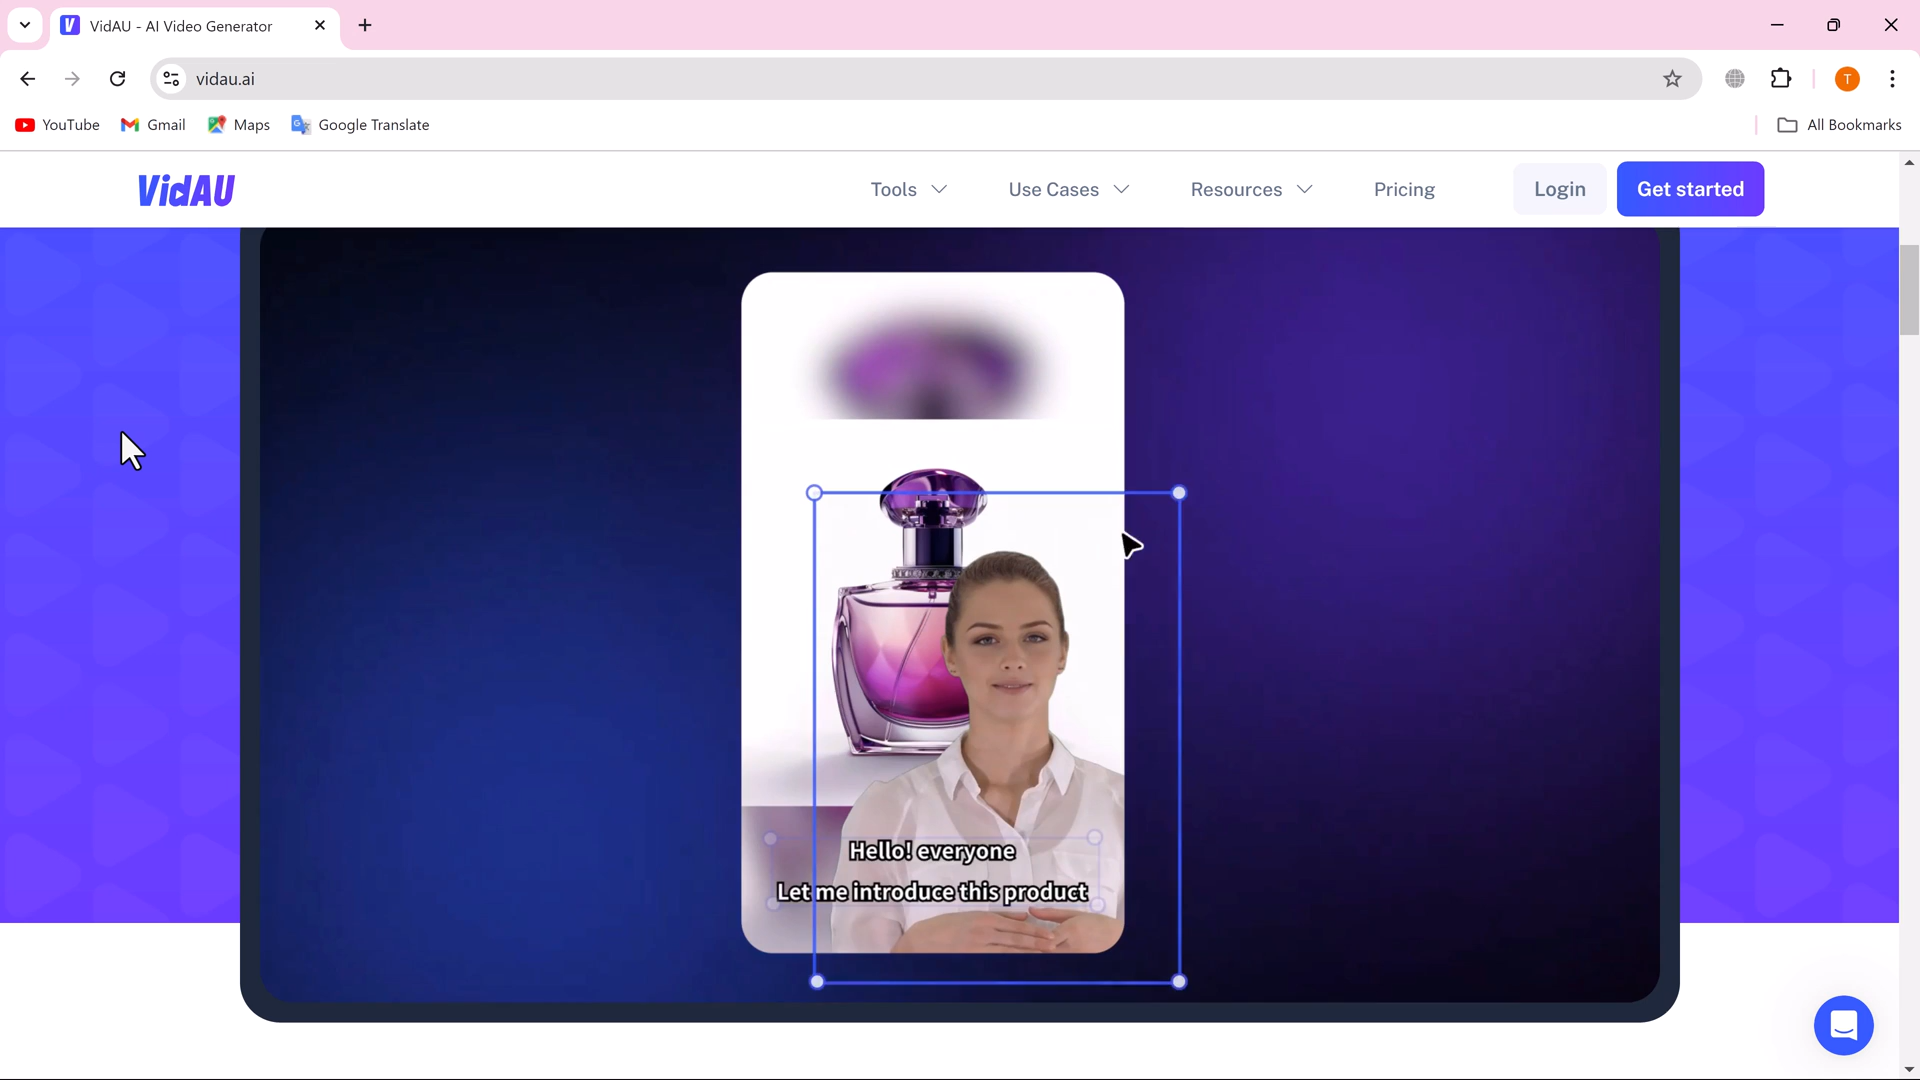 VidAU - AI Video Generator
vidau.ai
YouTube
Gmail
Maps
Google Translate
All Bookmarks
T
VidAU
Tools
Use Cases
Resources
Pricing
Login
Get started
Hello! everyone
Let me introduce this product